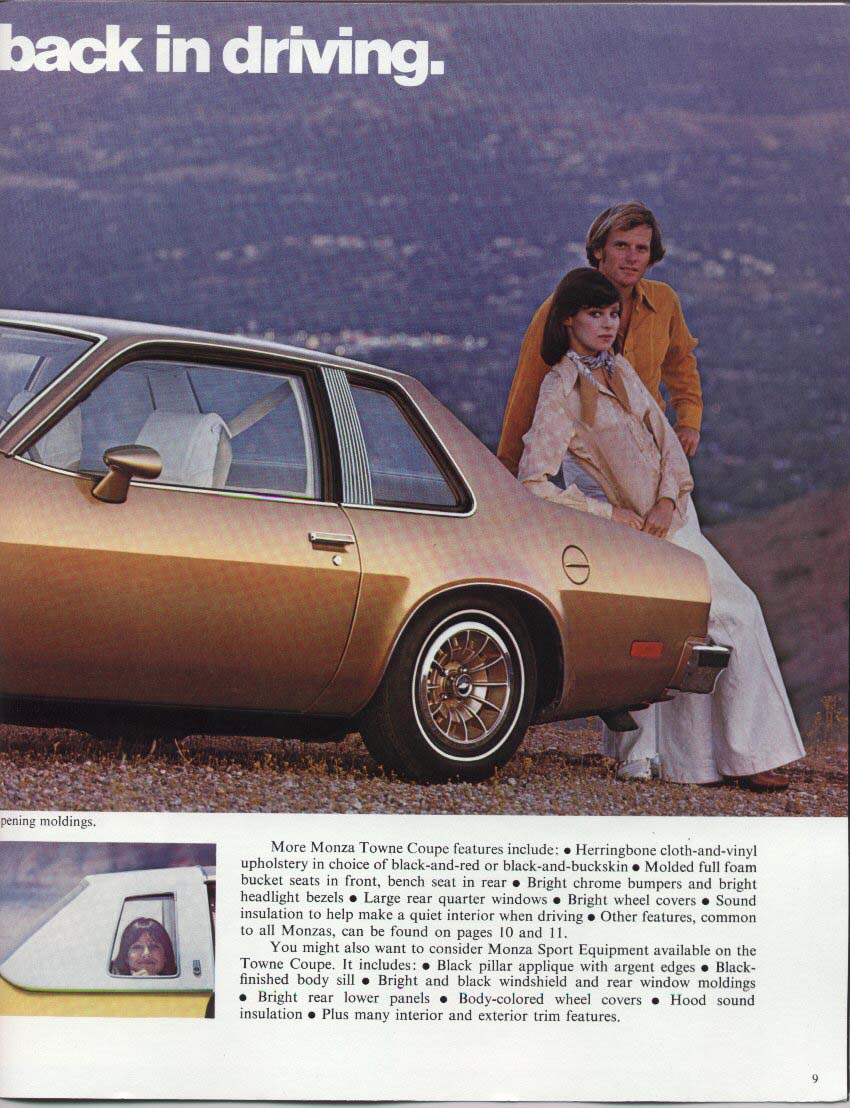 back in driving.
pening moldings.
More Monza Towne Coupe features include: ● Herringbone cloth-and-vinyl
upholstery in choice of black-and-red or black-and-buckskin ● Molded full foam
bucket seats in front, bench seat in rear ● Bright chrome bumpers and bright
headlight bezels ● Large rear quarter windows ● Bright wheel covers ● Sound
insulation to help make a quiet interior when driving ● Other features, common
to all Monzas, can be found on pages 10 and 11.
You might also want to consider Monza Sport Equipment available on the
Towne Coupe. It includes: ● Black pillar applique with argent edges ● Black-
finished body sill ● Bright and black windshield and rear window moldings
● Bright rear lower panels ● Body-colored wheel covers ● Hood sound
insulation ● Plus many interior and exterior trim features.
9